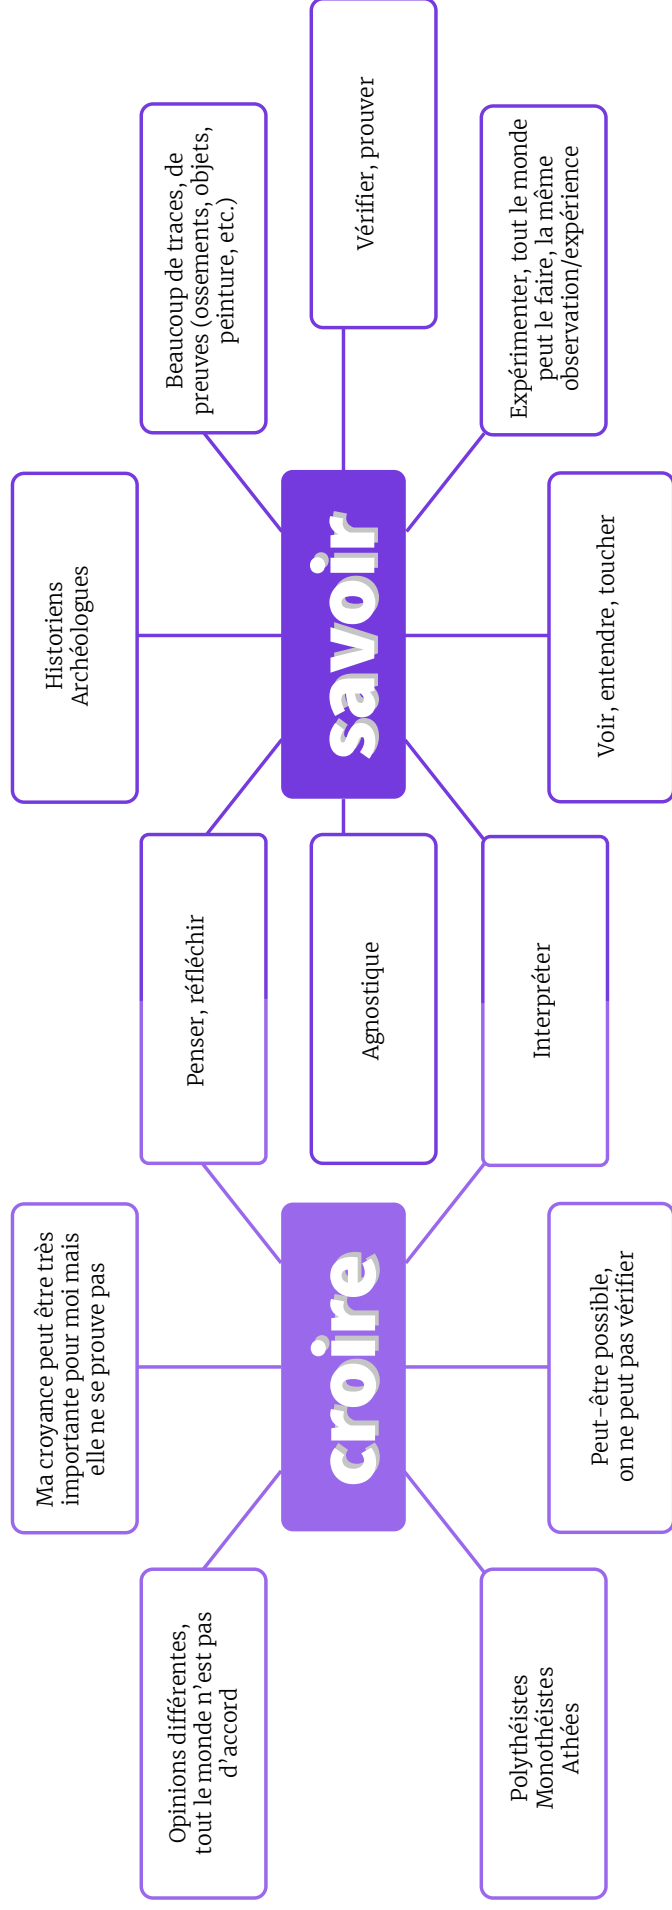 Ma croyance peut être très
importante pour moi mais
elle ne se prouve pas
Historiens
Archéologues
Opinions différentes,
tout le monde n’est pas
d’accord
Penser, réfléchir
Beaucoup de traces, de
preuves (ossements, objets,
peinture, etc.)
croire
Agnostique
savoir
Vérifier, prouver
Polythéistes
Monothéistes
Athées
Interpréter
Expérimenter, tout le monde
peut le faire, la même
observation/expérience
Peut-être possible,
on ne peut pas vérifier
Voir, entendre, toucher